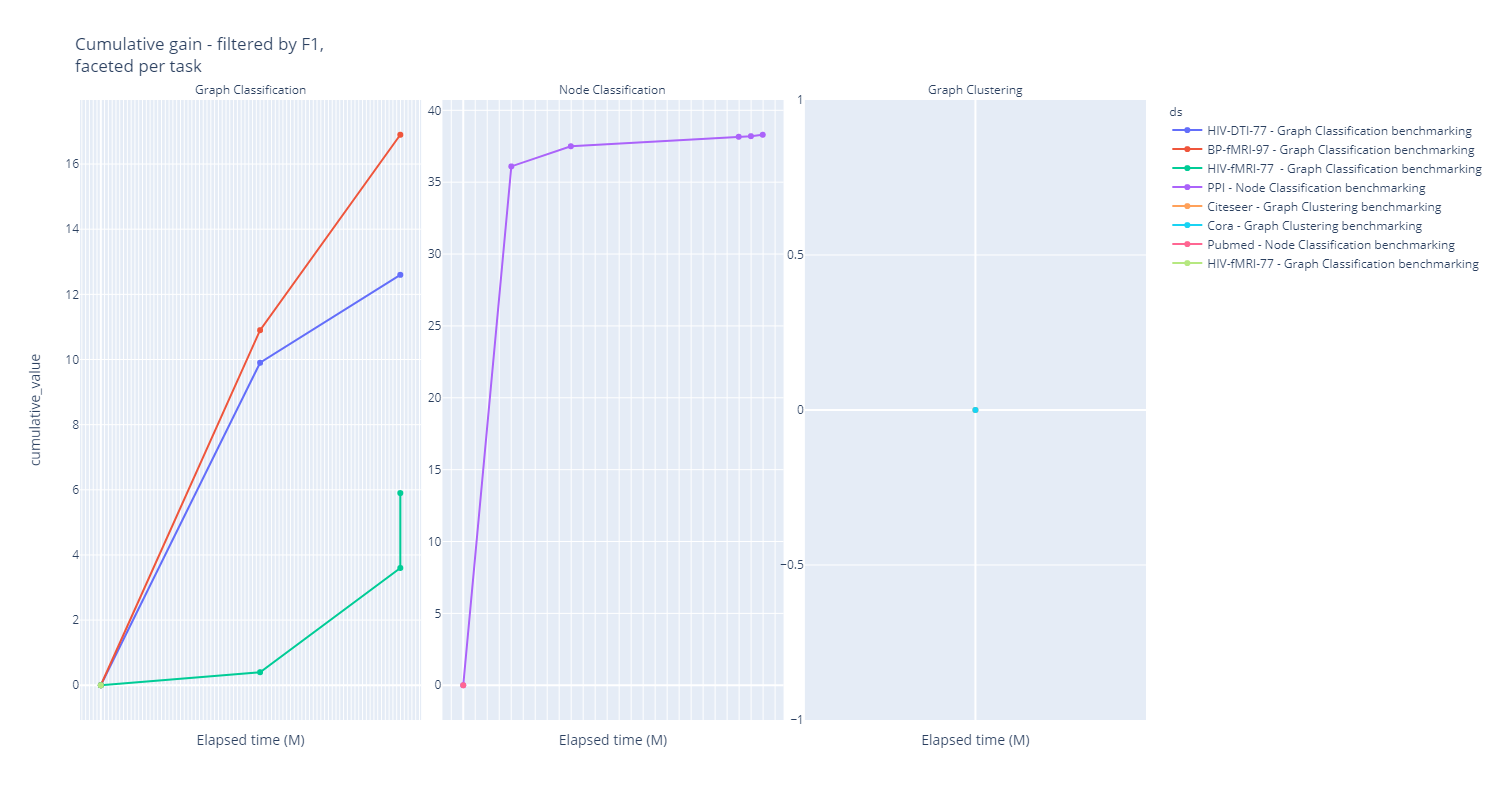 Cumulative gain - filtered by F1,
faceted per task
Graph Classification
Node Classification
Graph Clustering
cumulative_value
16
14
12
10
8
6
4
2
0
40
35
30
25
20
15
10
5
0
1
0.5
0
−0.5
−1
Elapsed time (M)
Elapsed time (M)
Elapsed time (M)
ds
HIV-DTI-77 - Graph Classification benchmarking
BP-fMRI-97 - Graph Classification benchmarking
HIV-fMRI-77  - Graph Classification benchmarking
PPI - Node Classification benchmarking
Citeseer - Graph Clustering benchmarking
Cora - Graph Clustering benchmarking
Pubmed - Node Classification benchmarking
HIV-fMRI-77 - Graph Classification benchmarking